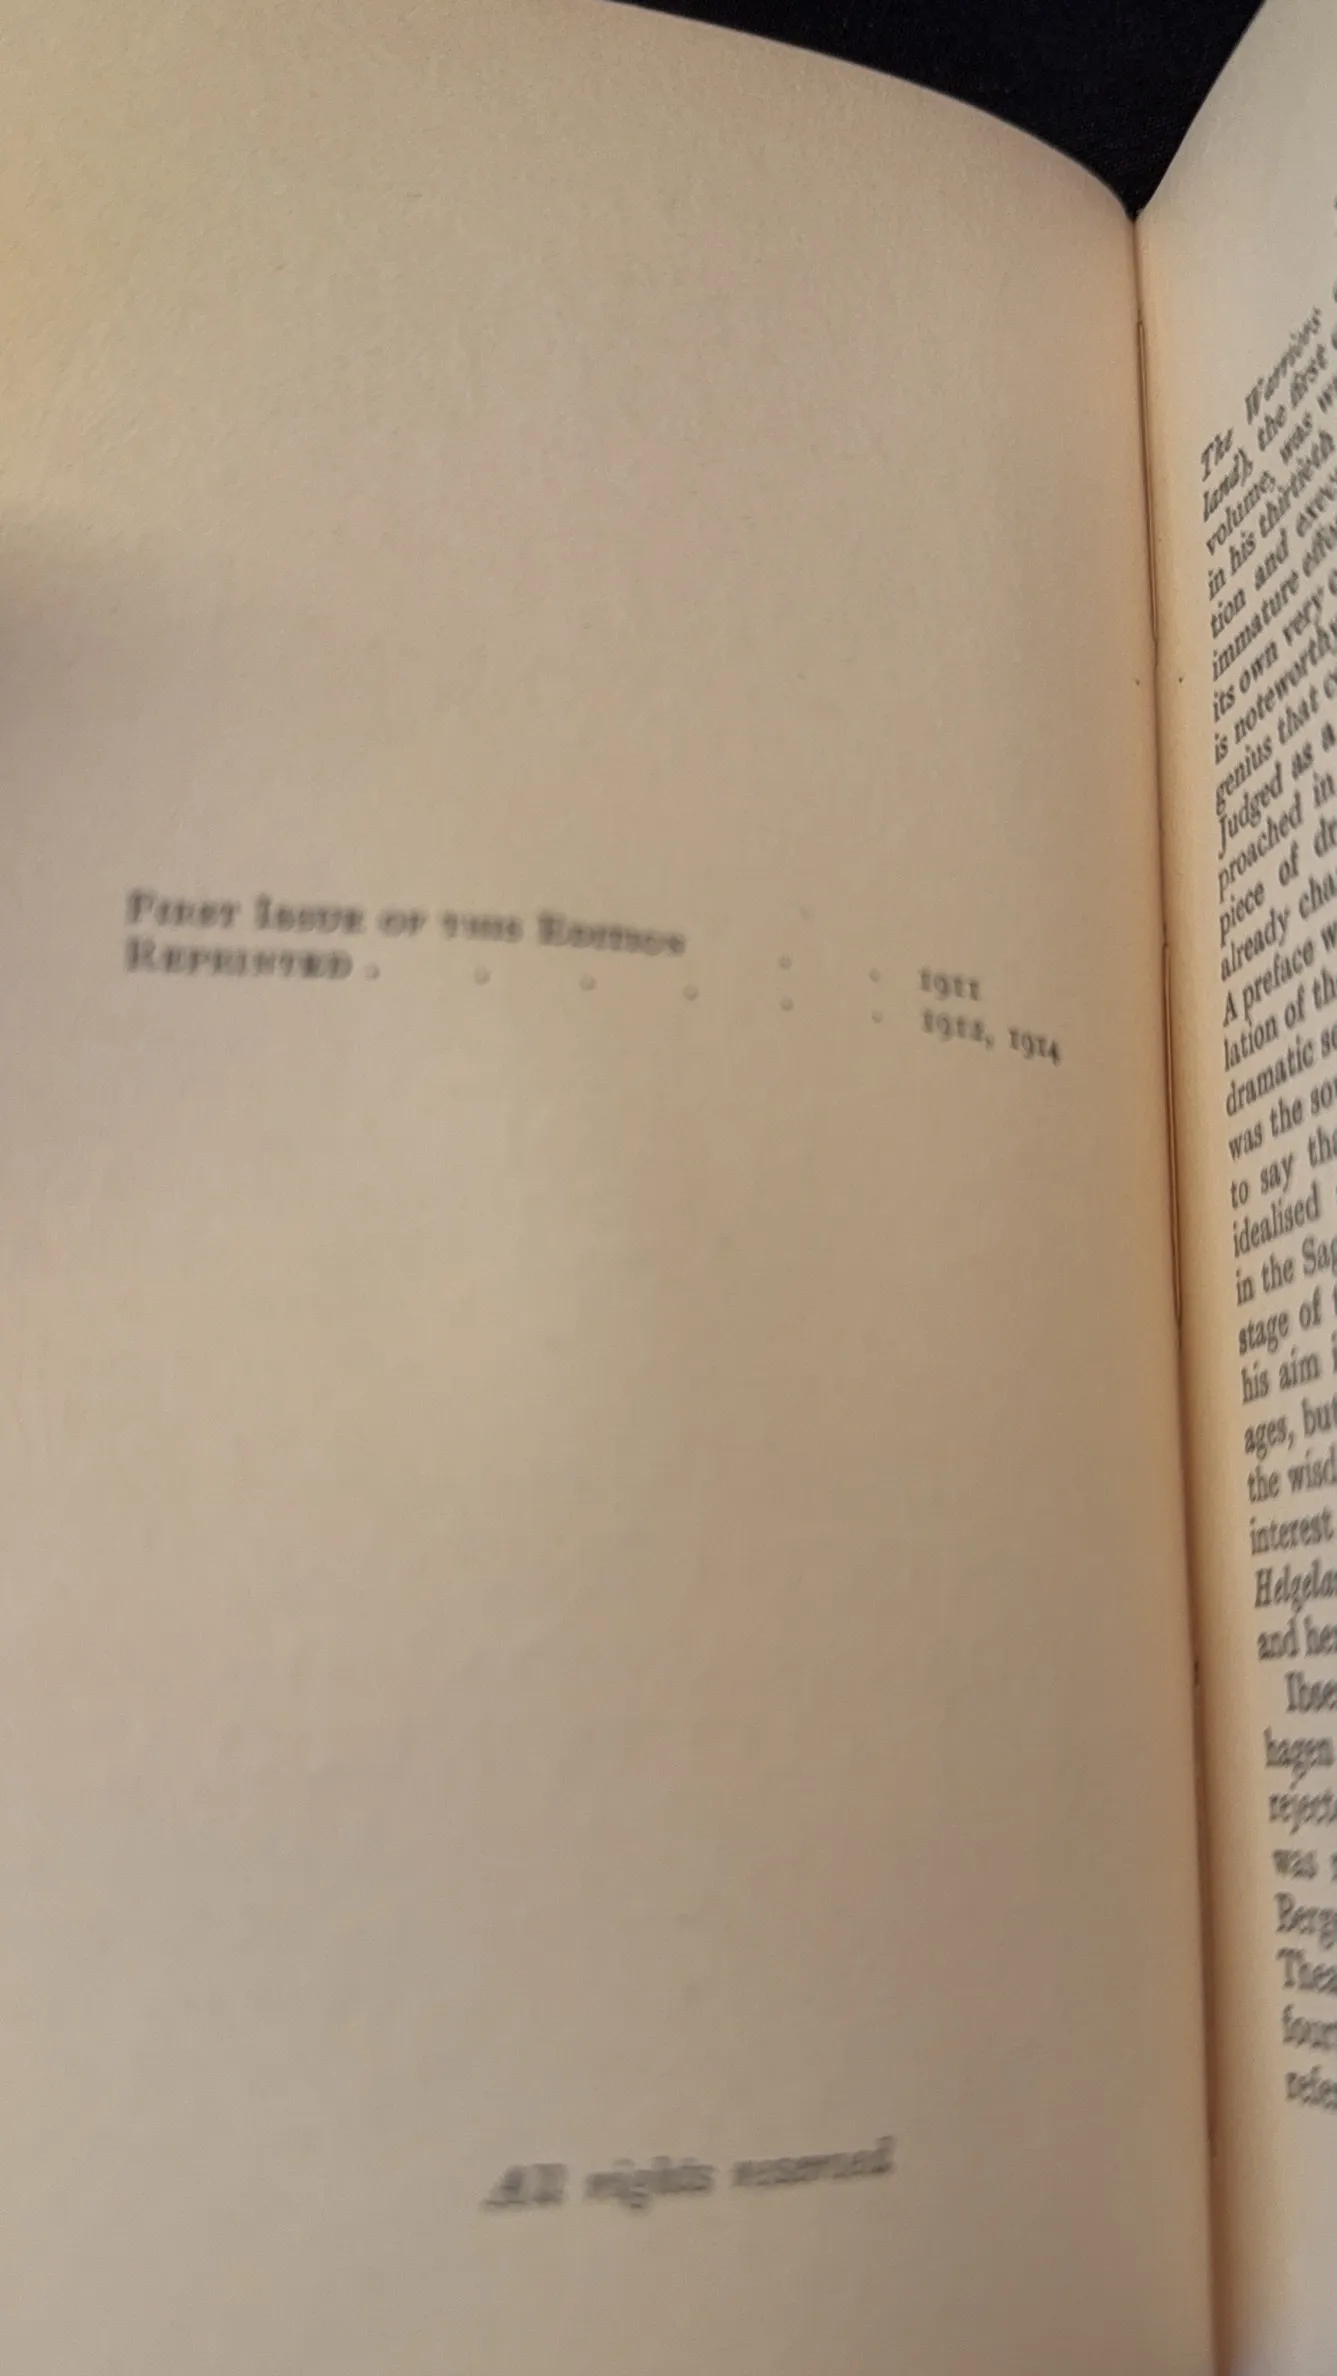 FIRST ISSUE OF THIS EDITION . . 1911
REPRINTED . . . . . . 1912, 1914
All rights reserved
The Warriors
land), the first
volume, was
in his thirtieth
tion and
immature
its own very
is noteworthy
genius that
Judged as a
proached in
piece of
already
A preface
lation of
dramatic
was the
to say
idealised
in the
stage of
his aim
ages, but
the
interest
and
hagen
was